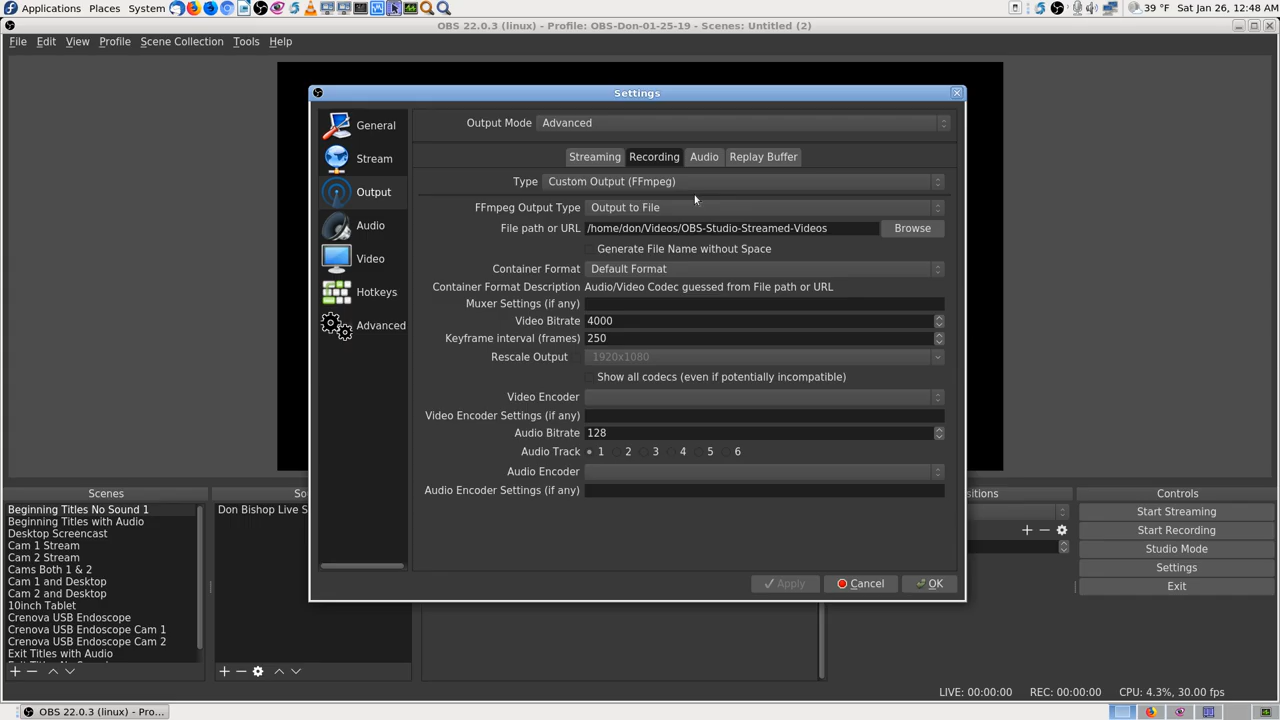 Applications Places System 39 °F Sat Jan 26, 12:48 AM
OBS 22.0.3 (linux) - Profile: OBS-Don-01-25-19 - Scenes: Untitled (2)
File Edit View Profile Scene Collection Tools Help
Settings
General
Stream
Output
Audio
Video
Hotkeys
Advanced
Output Mode Advanced
Streaming Recording Audio Replay Buffer
Type Custom Output (FFmpeg)
FFmpeg Output Type Output to File
File path or URL /home/don/Videos/OBS-Studio-Streamed-Videos Browse
Generate File Name without Space
Container Format Default Format
Container Format Description Audio/Video Codec guessed from File path or URL
Muxer Settings (if any)
Video Bitrate 4000
Keyframe interval (frames) 250
Rescale Output 1920x1080
Show all codecs (even if potentially incompatible)
Video Encoder
Video Encoder Settings (if any)
Audio Bitrate 128
Audio Track 1 2 3 4 5 6
Audio Encoder
Audio Encoder Settings (if any)
Apply Cancel OK
Scenes
Beginning Titles No Sound 1
Beginning Titles with Audio
Desktop Screencast
Cam 1 Stream
Cam 2 Stream
Cams Both 1 & 2
Cam 1 and Desktop
Cam 2 and Desktop
10inch Tablet
Crenova USB Endoscope
Crenova USB Endoscope Cam 1
Crenova USB Endoscope Cam 2
Exit Titles with Audio
So
Don Bishop Live S
sitions
Controls
Start Streaming
Start Recording
Studio Mode
Settings
Exit
LIVE: 00:00:00 REC: 00:00:00 CPU: 4.3%, 30.00 fps
OBS 22.0.3 (linux) - Pro...